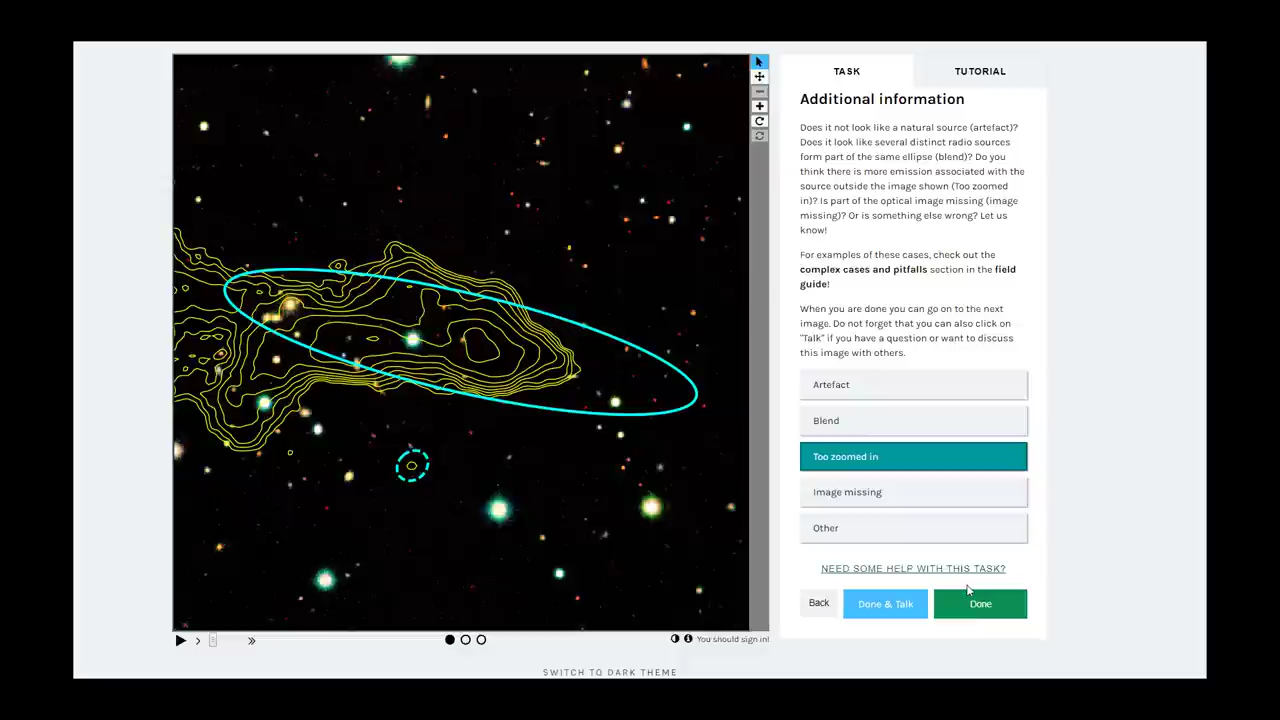 TASK
TUTORIAL
Additional information
Does it not look like a natural source (artefact)?
Does it look like several distinct radio sources
form part of the same ellipse (blend)? Do you
think there is more emission associated with the
source outside the image shown (Too zoomed
in)? Is part of the optical image missing (image
missing)? Or is something else wrong? Let us
know!
For examples of these cases, check out the
complex cases and pitfalls section in the field
guide!
When you are done you can go on to the next
image. Do not forget that you can also click on
"Talk" if you have a question or want to discuss
this image with others.
Artefact
Blend
Too zoomed in
Image missing
Other
NEED SOME HELP WITH THIS TASK?
Back
Done & Talk
Done
You should sign in!
SWITCH TO DARK THEME